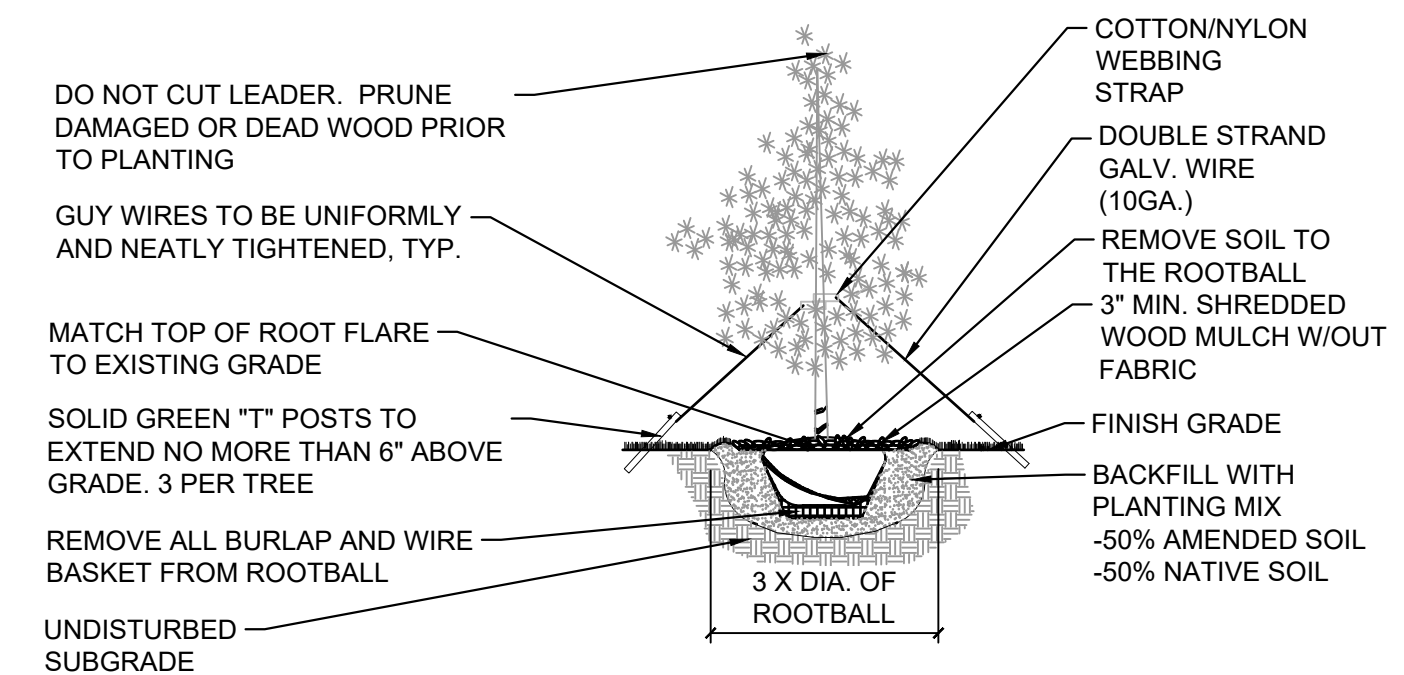 DO NOT CUT LEADER. PRUNE
DAMAGED OR DEAD WOOD PRIOR
TO PLANTING
GUY WIRES TO BE UNIFORMLY
AND NEATLY TIGHTENED, TYP.
MATCH TOP OF ROOT FLARE
TO EXISTING GRADE
SOLID GREEN "T" POSTS TO
EXTEND NO MORE THAN 6" ABOVE
GRADE. 3 PER TREE
REMOVE ALL BURLAP AND WIRE
BASKET FROM ROOTBALL
UNDISTURBED
SUBGRADE
3 X DIA. OF
ROOTBALL
COTTON/NYLON
WEBBING
STRAP
DOUBLE STRAND
GALV. WIRE
(10GA.)
REMOVE SOIL TO
THE ROOTBALL
3" MIN. SHREDDED
WOOD MULCH W/OUT
FABRIC
FINISH GRADE
BACKFILL WITH
PLANTING MIX
-50% AMENDED SOIL
-50% NATIVE SOIL